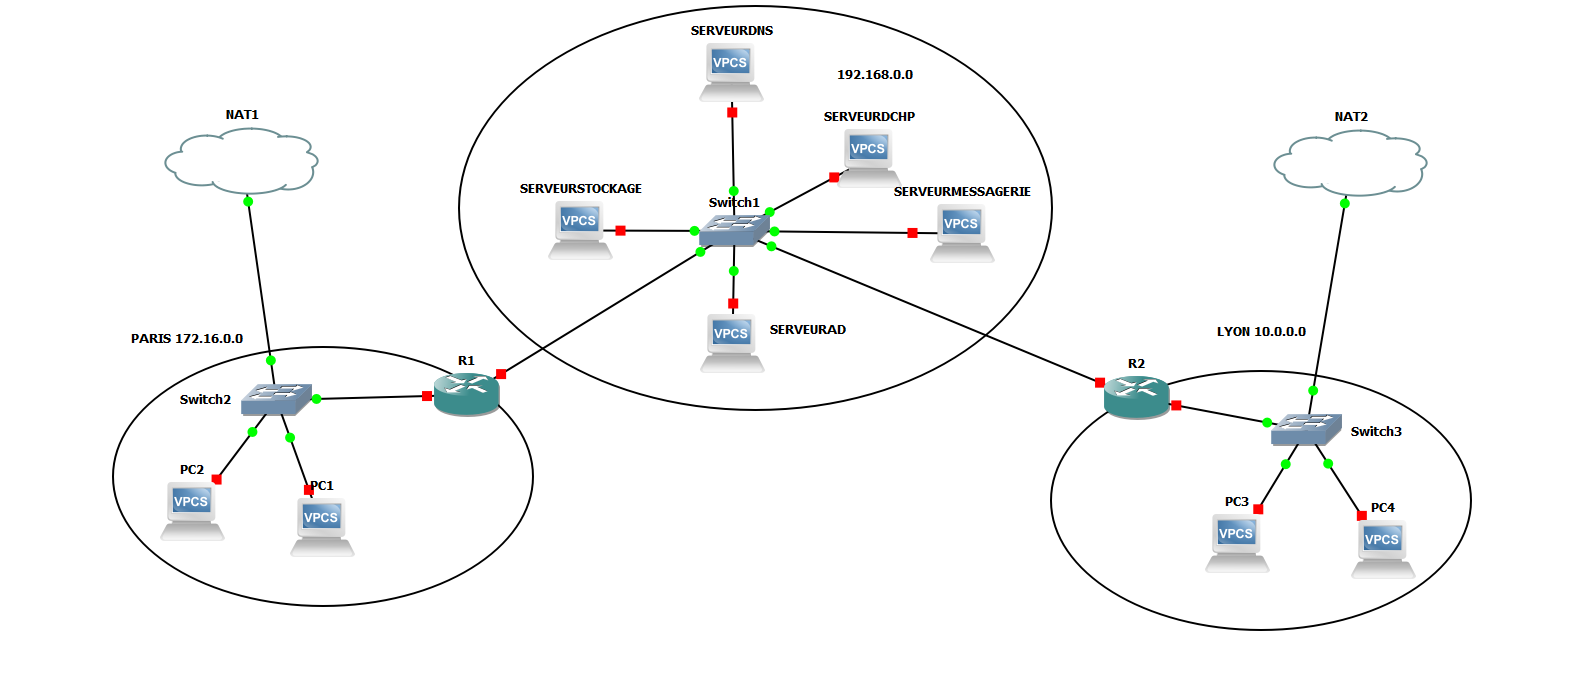 SERVEURDNS
VPCS
192.168.0.0
NAT1
SERVEURDCHP
NAT2
VPCS
SERVEURSTOCKAGE
SERVEURMESSAGERIE
Switch1
VPCS
VPCS
PARIS 172.16.0.0
SERVEURAD
VPCS
LYON 10.0.0.0
R1
R2
Switch2
Switch3
PC2
PC1
VPCS
VPCS
PC3
PC4
VPCS
VPCS